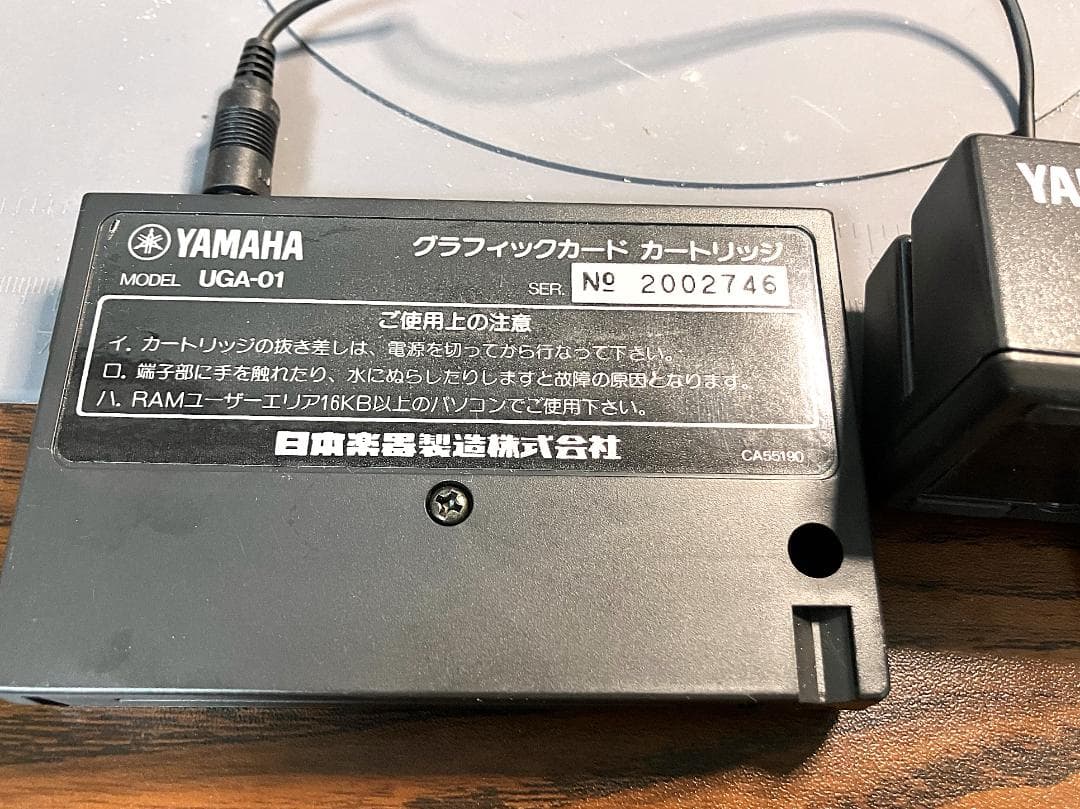 YAMAHA グラフィックカード カートリッジ
MODEL UGA-01 SER. № 2002746
ご使用上の注意
イ. カートリッジの抜き差しは、電源を切ってから行なって下さい。
ロ. 端子部に手を触れたり、水にぬらしたりしますと故障の原因となります。
ハ. RAMユーザーエリア16KB以上のパソコンでご使用下さい。
日本楽器製造株式会社 CA55190
YA